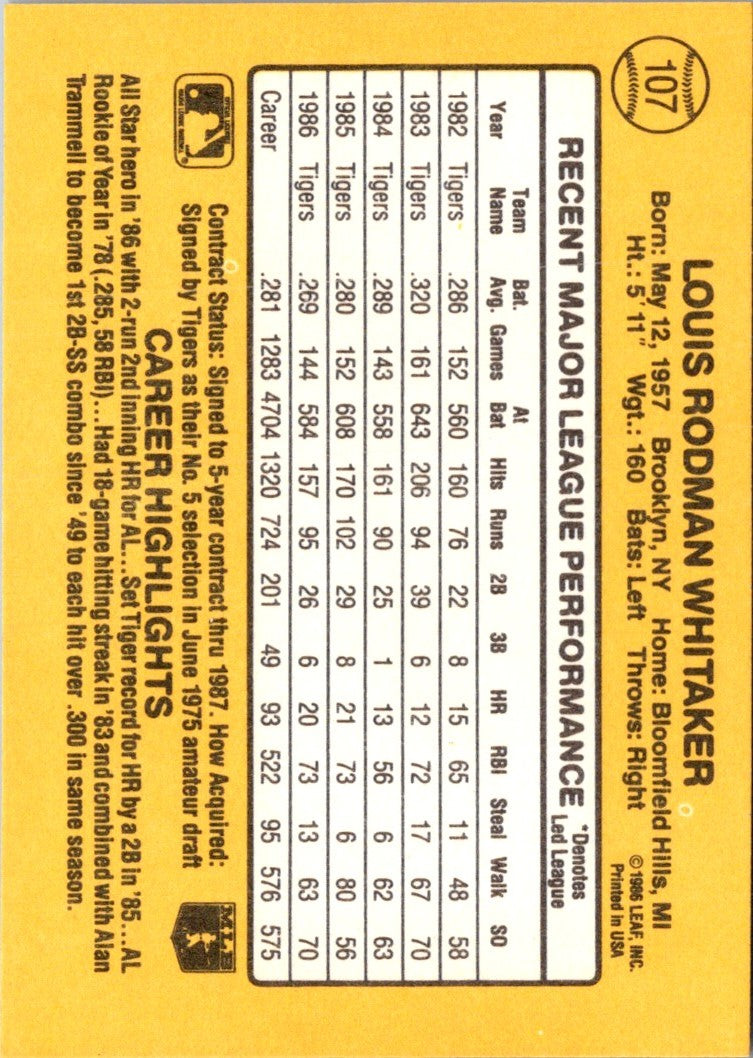 107
LOUIS RODMAN WHITAKER
Born: May 12, 1957 Brooklyn, NY Home: Bloomfield Hills, MI
Ht.: 5' 11" Wgt.: 160 Bats: Left Throws: Right
©1986 LEAF, INC.
Printed in USA
RECENT MAJOR LEAGUE PERFORMANCE
*Denotes
Led League
Year Team Name Bat. Avg. Games At Bat Hits Runs 2B 3B HR RBI Steal Walk SO
1982 Tigers .286 152 560 160 76 22 8 15 65 11 48 58
1983 Tigers .320 161 643 206 94 39 6 12 72 17 67 70
1984 Tigers .289 143 558 161 90 25 1 13 56 6 62 63
1985 Tigers .280 152 608 170 102 29 8 21 73 6 80 56
1986 Tigers .269 144 584 157 95 26 6 20 73 13 63 70
Career .281 1283 4704 1320 724 201 49 93 522 95 576 575
Contract Status: Signed to 5-year contract thru 1987. How Acquired:
Signed by Tigers as their No. 5 selection in June 1975 amateur draft
MLB
CAREER HIGHLIGHTS
All Star hero in '86 with 2-run 2nd inning HR for AL...Set Tiger record for HR by a 2B in '85...AL
Rookie of Year in '78 (.285, 58 RBI)...Had 18-game hitting streak in '83 and combined with Alan
Trammell to become 1st 2B-SS combo since '49 to each hit over .300 in same season.